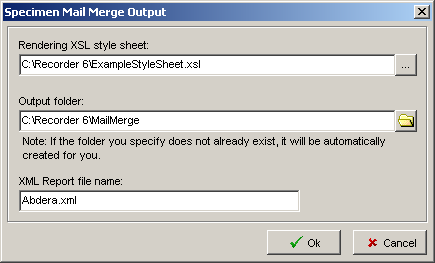 Specimen Mail Merge Output
Rendering XSL style sheet:
C:\Recorder 6\ExampleStyleSheet.xsl
...
Output folder:
C:\Recorder 6\MailMerge
Note: If the folder you specify does not already exist, it will be automatically
created for you.
XML Report file name:
Abdera.xml
Ok
Cancel